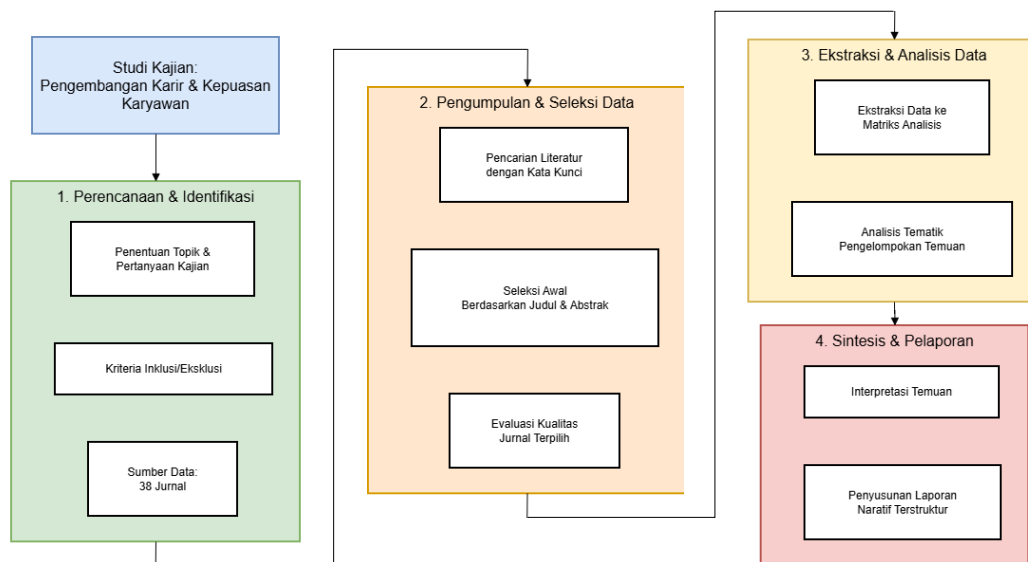 Studi Kajian:
Pengembangan Karir & Kepuasan
Karyawan
1. Perencanaan & Identifikasi
Penentuan Topik &
Pertanyaan Kajian
Kriteria Inklusi/Eksklusi
Sumber Data:
38 Jurnal
2. Pengumpulan & Seleksi Data
Pencarian Literatur
dengan Kata Kunci
Seleksi Awal
Berdasarkan Judul & Abstrak
Evaluasi Kualitas
Jurnal Terpilih
3. Ekstraksi & Analisis Data
Ekstraksi Data ke
Matriks Analisis
Analisis Tematik
Pengelompokan Temuan
4. Sintesis & Pelaporan
Interpretasi Temuan
Penyusunan Laporan
Naratif Terstruktur